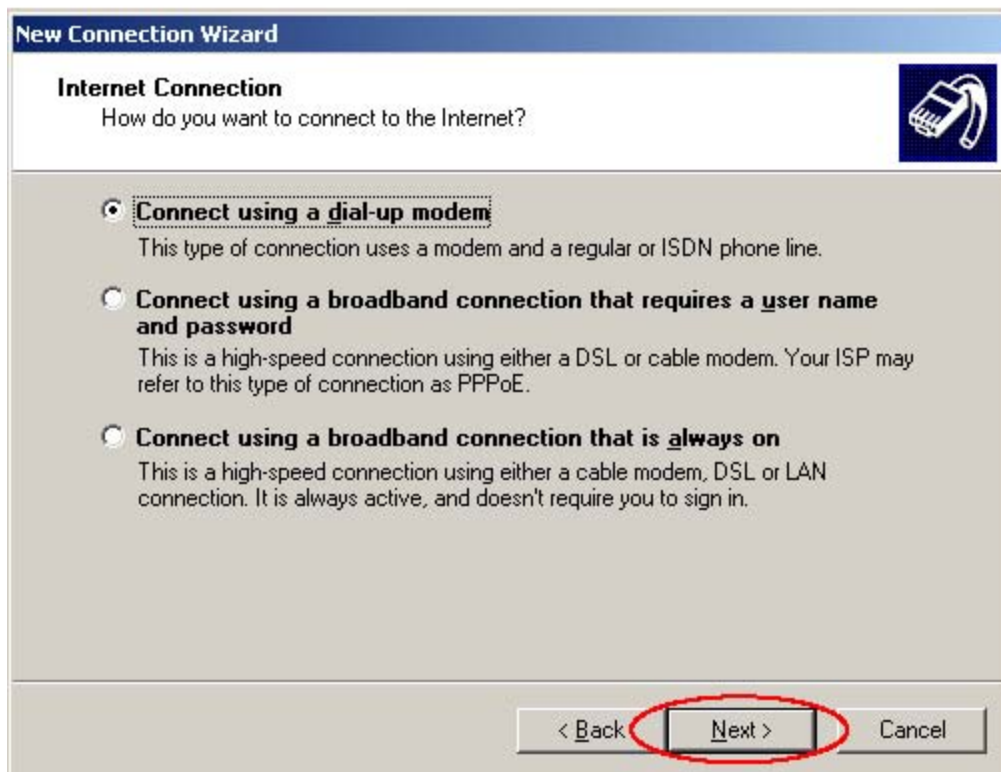 New Connection Wizard
Internet Connection
How do you want to connect to the Internet?
Connect using a dial-up modem
This type of connection uses a modem and a regular or ISDN phone line.
Connect using a broadband connection that requires a user name
and password
This is a high-speed connection using either a DSL or cable modem. Your ISP may
refer to this type of connection as PPPoE.
Connect using a broadband connection that is always on
This is a high-speed connection using either a cable modem, DSL or LAN
connection. It is always active, and doesn't require you to sign in.
< Back Next > Cancel